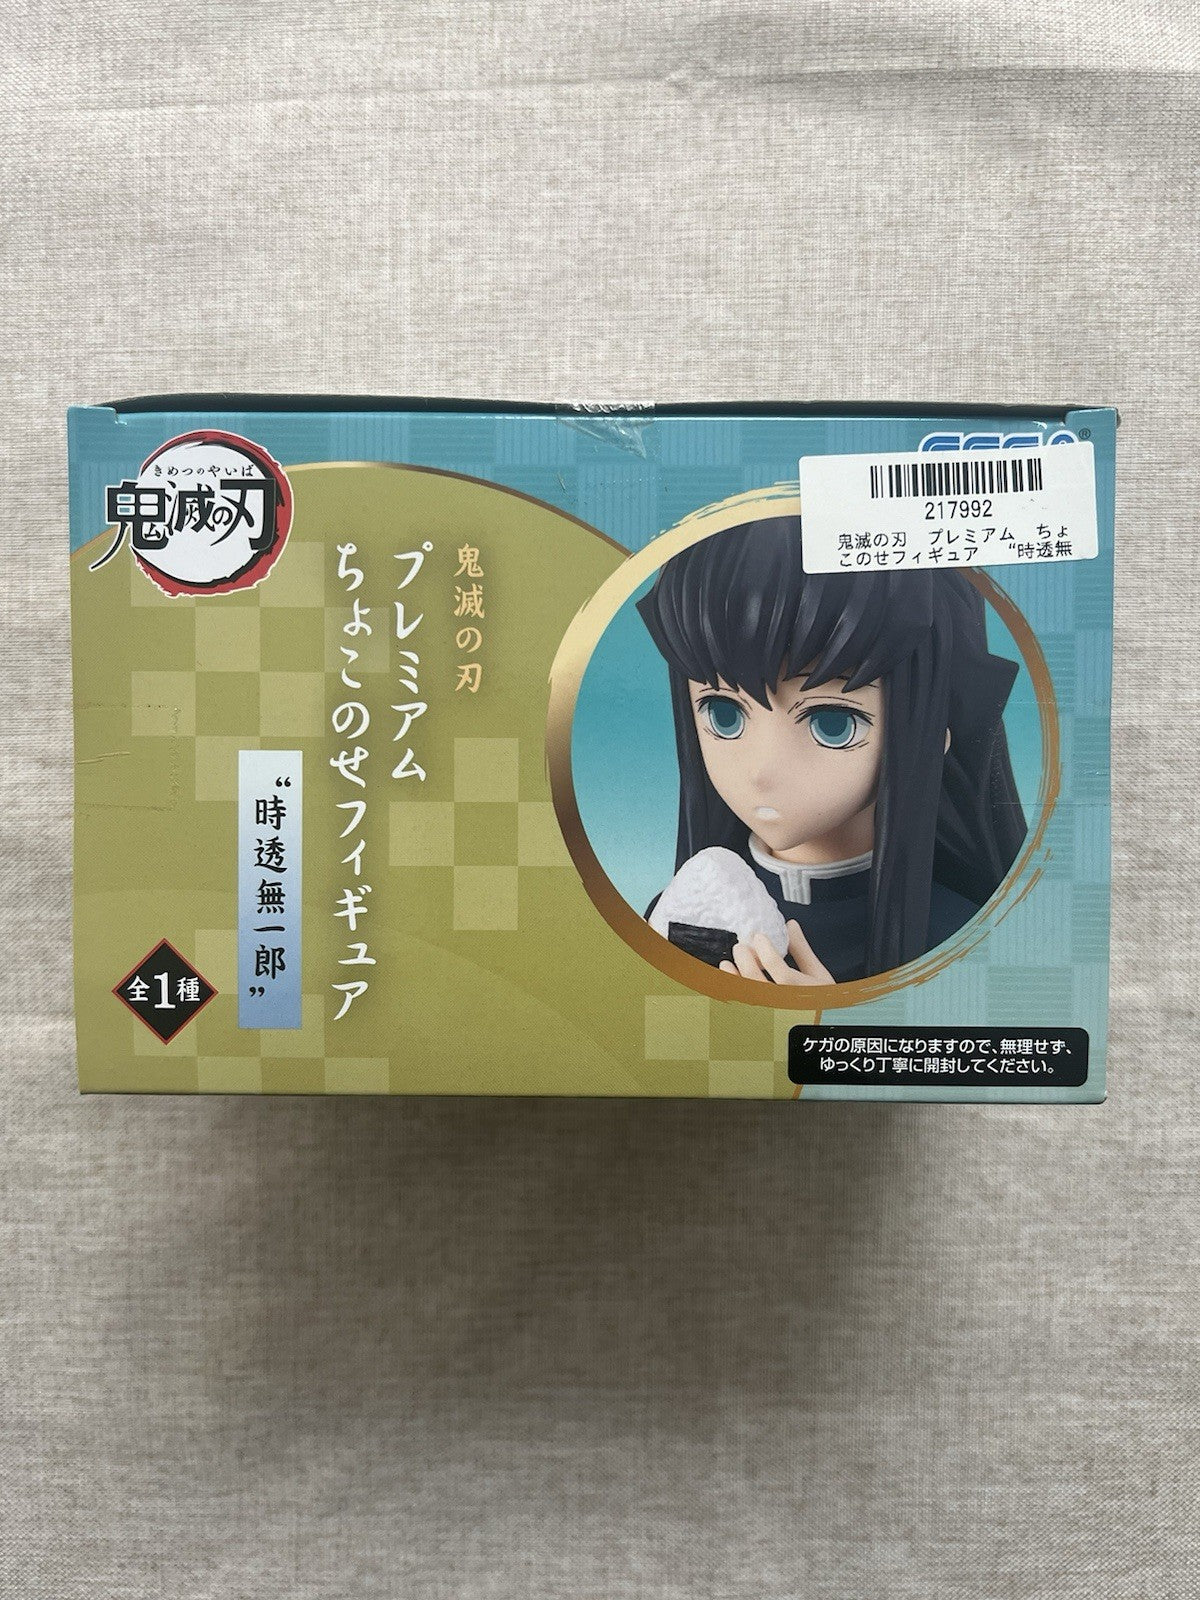 きめつのやいば
鬼滅の刃
SEGA®
217992
鬼滅の刃　プレミアム　ちょ
このせフィギュア　“時透無
鬼滅の刃
プレミアム
ちょこのせフィギュア
“時透無一郎”
全1種
ケガの原因になりますので、無理せず、
ゆっくり丁寧に開封してください。